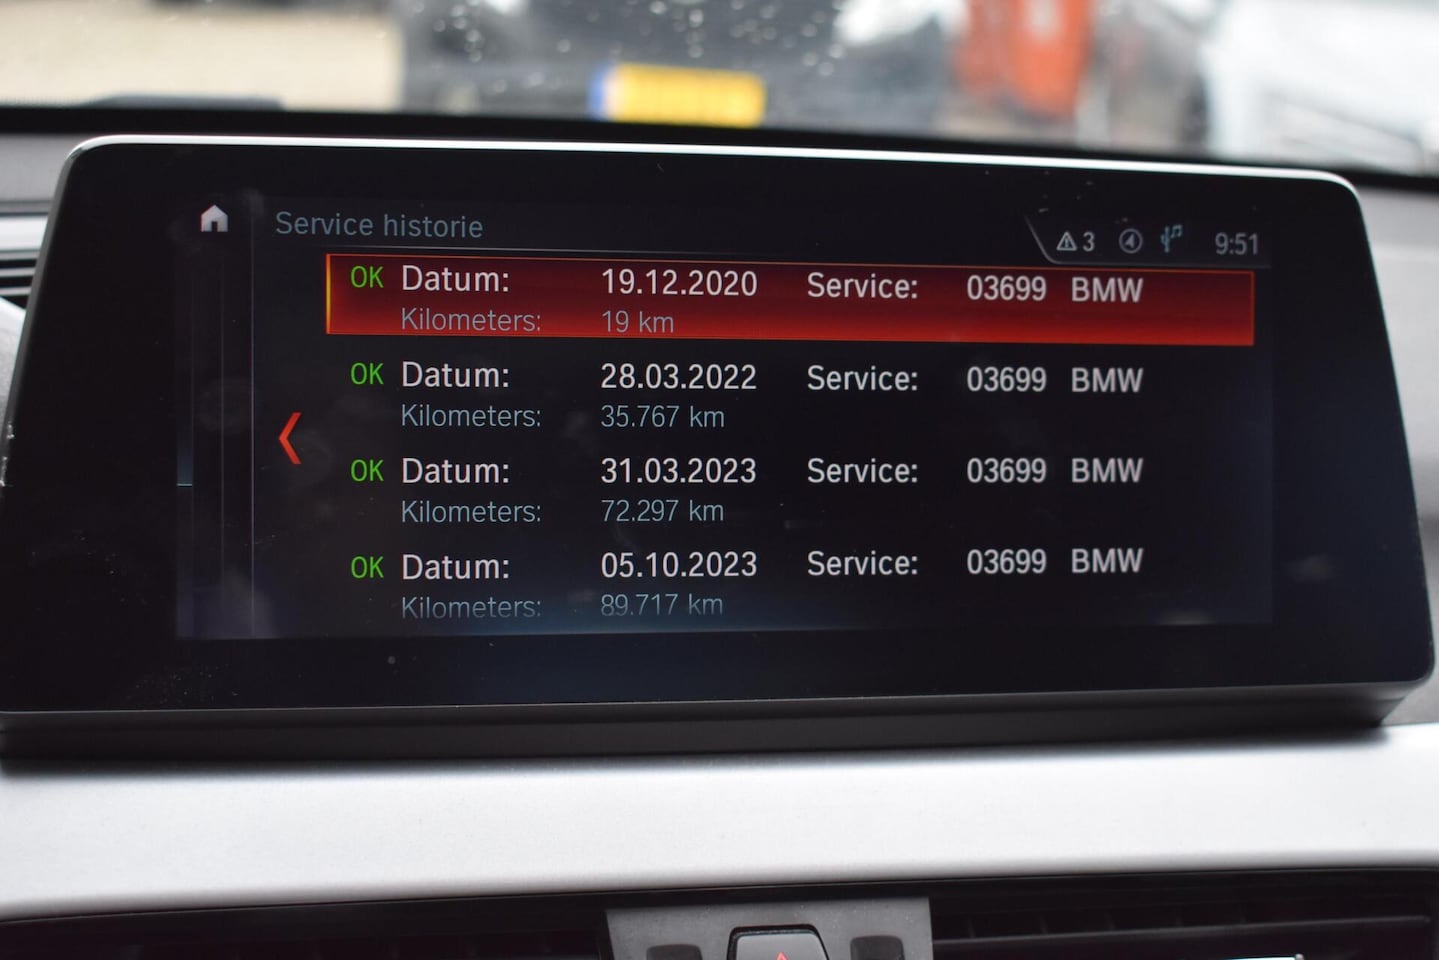 Service historie
3
9:51
OK Datum: 19.12.2020 Service: 03699 BMW
Kilometers: 19 km
OK Datum: 28.03.2022 Service: 03699 BMW
Kilometers: 35.767 km
OK Datum: 31.03.2023 Service: 03699 BMW
Kilometers: 72.297 km
OK Datum: 05.10.2023 Service: 03699 BMW
Kilometers: 89.717 km